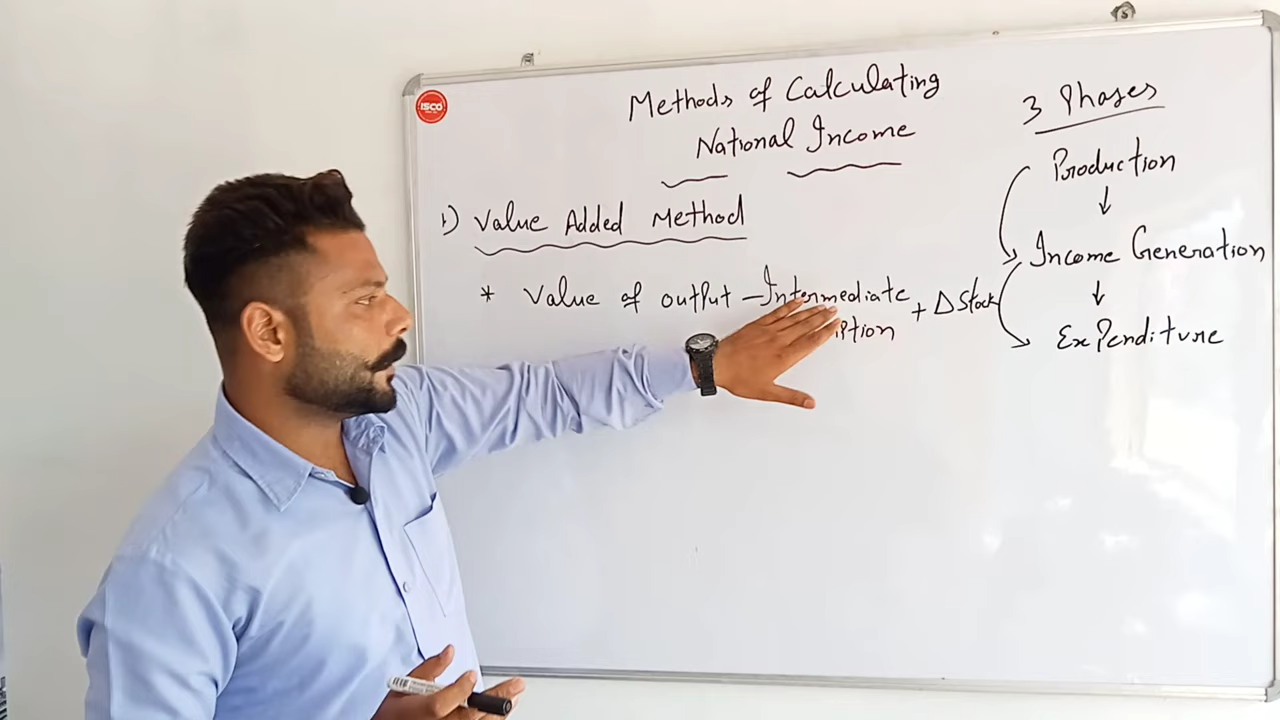 ISCO
Methods of Calculating
National Income
1) Value Added Method
* Value of output - Intermediate + Δ Stock
ption
3 Phases
Production
↓
Income Generation
↓
Expenditure